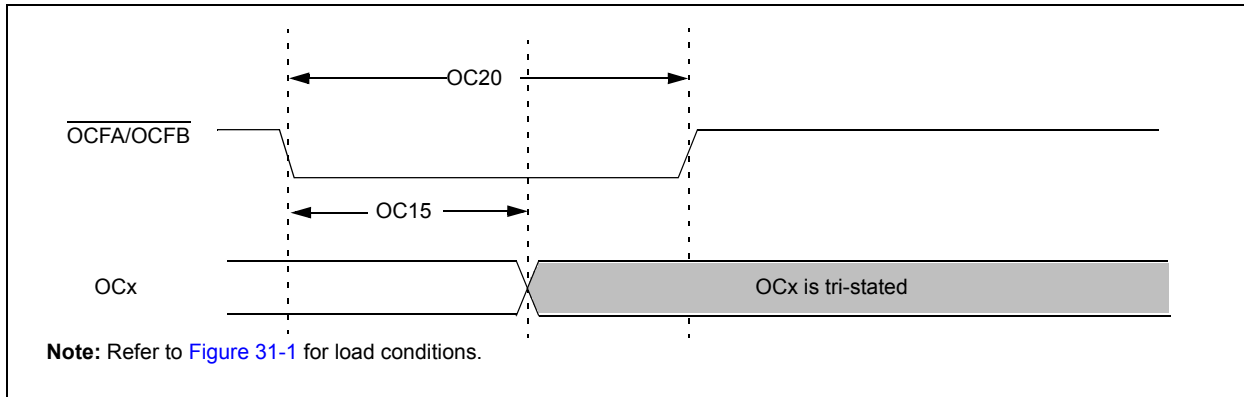 OC20
OCFA/OCFB
OC15
OCx
OCx is tri-stated
Note: Refer to Figure 31-1 for load conditions.